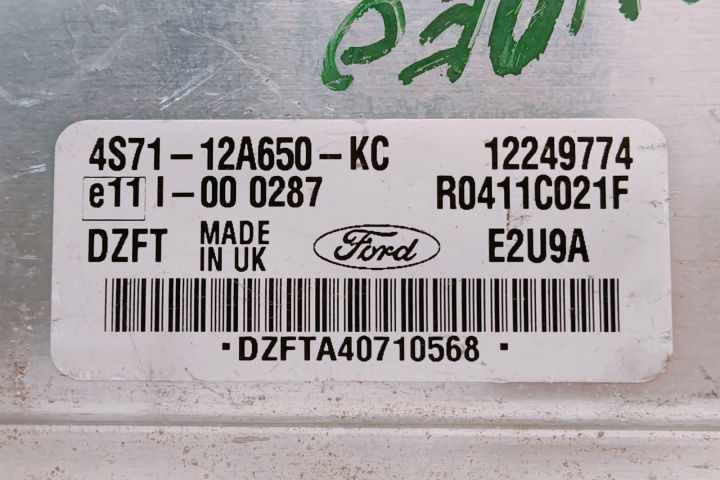 4S71-12A650-KC 12249774
e11 I-00 0287 R0411C021F
DZFT MADE IN UK Ford E2U9A
DZFTA40710568